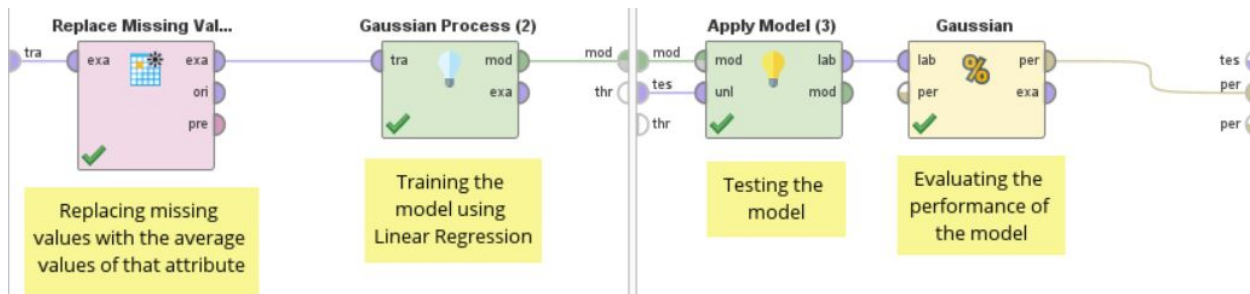 Replace Missing Val...
tra
exa
exa
ori
pre
Replacing missing
values with the average
values of that attribute
Gaussian Process (2)
tra
mod
exa
mod
thr
Training the
model using
Linear Regression
Apply Model (3)
mod
tes
thr
mod
unl
lab
mod
Testing the
model
Gaussian
lab
per
%
per
exa
tes
per
per
Evaluating the
performance of
the model